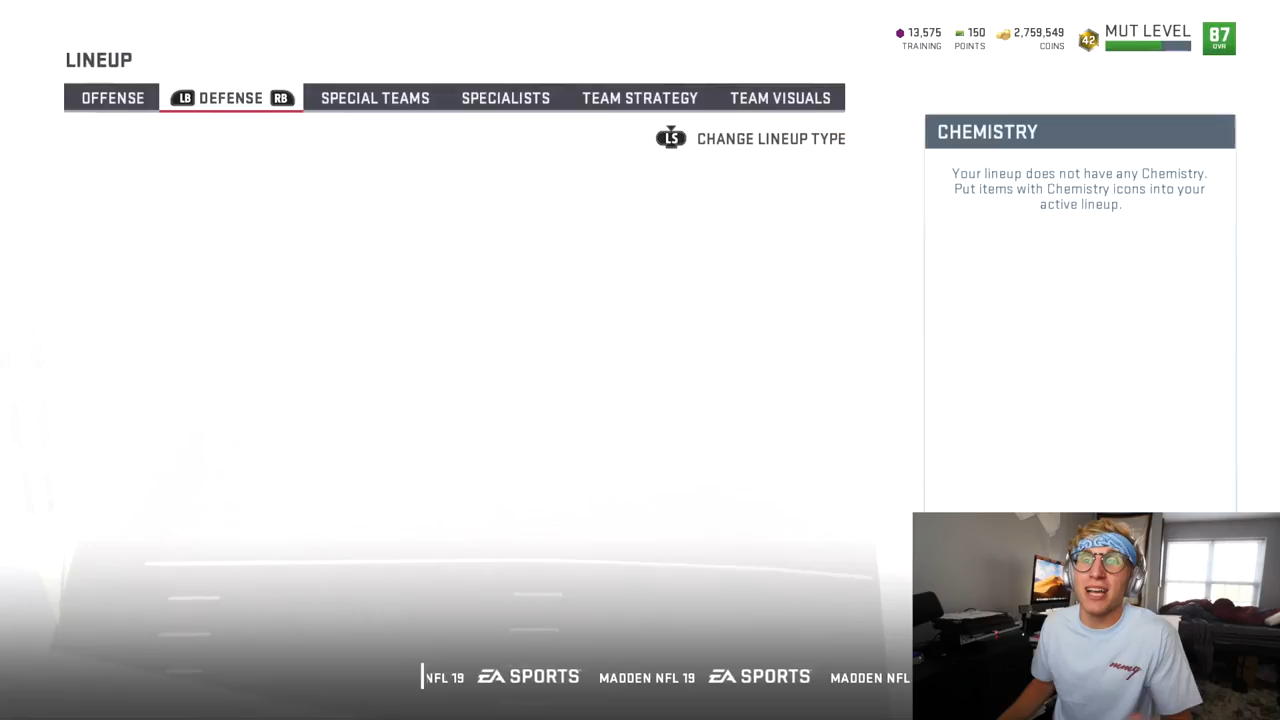 LINEUP
13,575
TRAINING
150
POINTS
2,759,549
COINS
42
MUT LEVEL
87
OVR
OFFENSE
LB DEFENSE RB
SPECIAL TEAMS
SPECIALISTS
TEAM STRATEGY
TEAM VISUALS
LS CHANGE LINEUP TYPE
CHEMISTRY
Your lineup does not have any Chemistry.
Put items with Chemistry icons into your
active lineup.
NFL 19 EA SPORTS MADDEN NFL 19 EA SPORTS MADDEN NFL
mmg